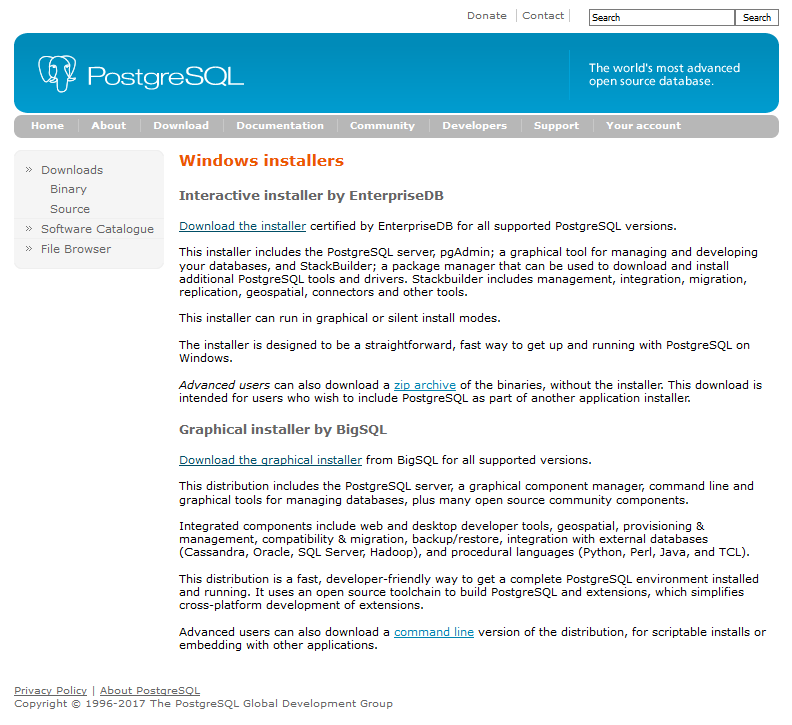 Donate | Contact |
Search Search
PostgreSQL
The world's most advanced
open source database.
Home | About | Download | Documentation | Community | Developers | Support | Your account
» Downloads
Binary
Source
» Software Catalogue
» File Browser
Windows installers
Interactive installer by EnterpriseDB
Download the installer certified by EnterpriseDB for all supported PostgreSQL versions.
This installer includes the PostgreSQL server, pgAdmin; a graphical tool for managing and developing
your databases, and StackBuilder; a package manager that can be used to download and install
additional PostgreSQL tools and drivers. Stackbuilder includes management, integration, migration,
replication, geospatial, connectors and other tools.
This installer can run in graphical or silent install modes.
The installer is designed to be a straightforward, fast way to get up and running with PostgreSQL on
Windows.
Advanced users can also download a zip archive of the binaries, without the installer. This download is
intended for users who wish to include PostgreSQL as part of another application installer.
Graphical installer by BigSQL
Download the graphical installer from BigSQL for all supported versions.
This distribution includes the PostgreSQL server, a graphical component manager, command line and
graphical tools for managing databases, plus many open source community components.
Integrated components include web and desktop developer tools, geospatial, provisioning &
management, compatibility & migration, backup/restore, integration with external databases
(Cassandra, Oracle, SQL Server, Hadoop), and procedural languages (Python, Perl, Java, and TCL).
This distribution is a fast, developer-friendly way to get a complete PostgreSQL environment installed
and running. It uses an open source toolchain to build PostgreSQL and extensions, which simplifies
cross-platform development of extensions.
Advanced users can also download a command line version of the distribution, for scriptable installs or
embedding with other applications.
Privacy Policy | About PostgreSQL
Copyright © 1996-2017 The PostgreSQL Global Development Group